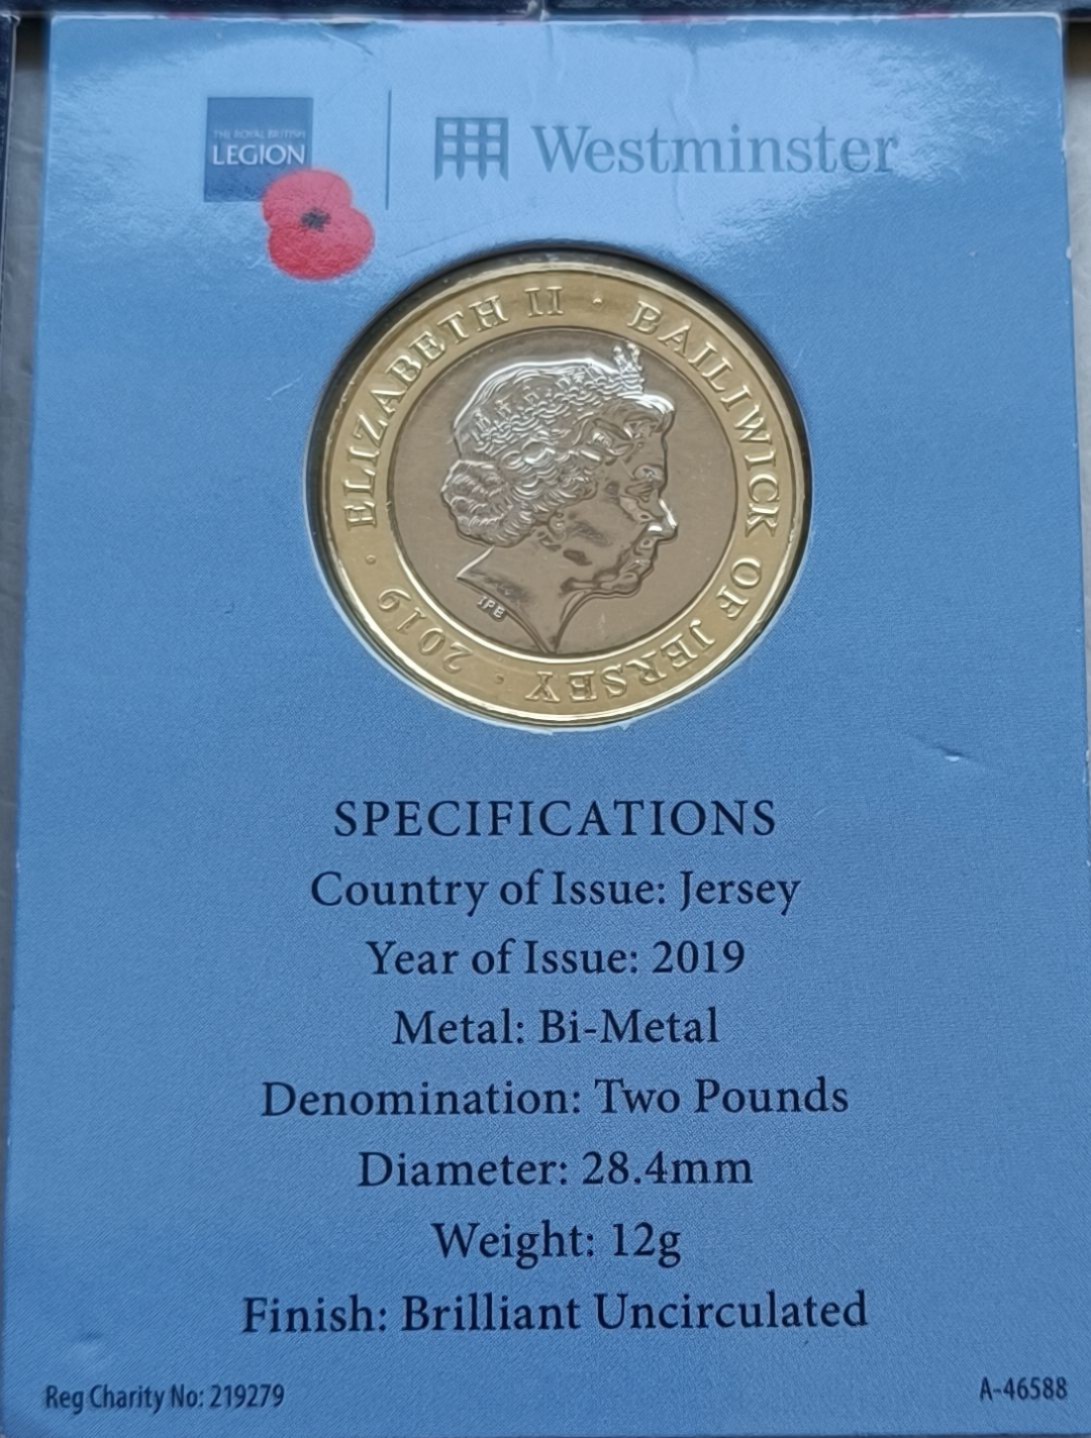 THE ROYAL BRITISH
LEGION
Westminster
ELIZABETH II · BAILIWICK OF JERSEY · 2019 ·
IPB
SPECIFICATIONS
Country of Issue: Jersey
Year of Issue: 2019
Metal: Bi-Metal
Denomination: Two Pounds
Diameter: 28.4mm
Weight: 12g
Finish: Brilliant Uncirculated
Reg Charity No: 219279
A-46588